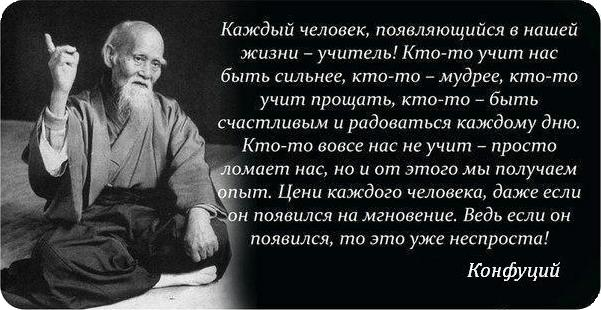 Каждый человек, появляющийся в нашей
жизни – учитель! Кто-то учит нас
быть сильнее, кто-то – мудрее, кто-то
учит прощать, кто-то – быть
счастливым и радоваться каждому дню.
Кто-то вовсе нас не учит – просто
ломает нас, но и от этого мы получаем
опыт. Цени каждого человека, даже если
он появился на мгновение. Ведь если он
появился, то это уже неспроста!
Конфуций